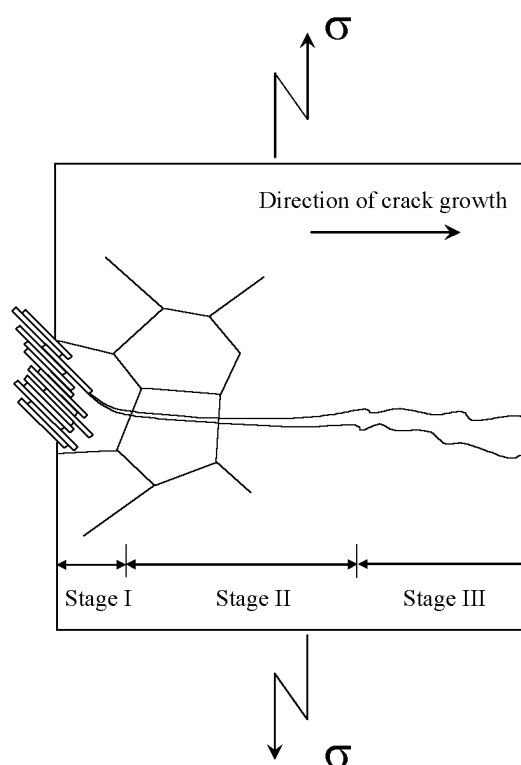 σ
Direction of crack growth
Stage I
Stage II
Stage III
σ